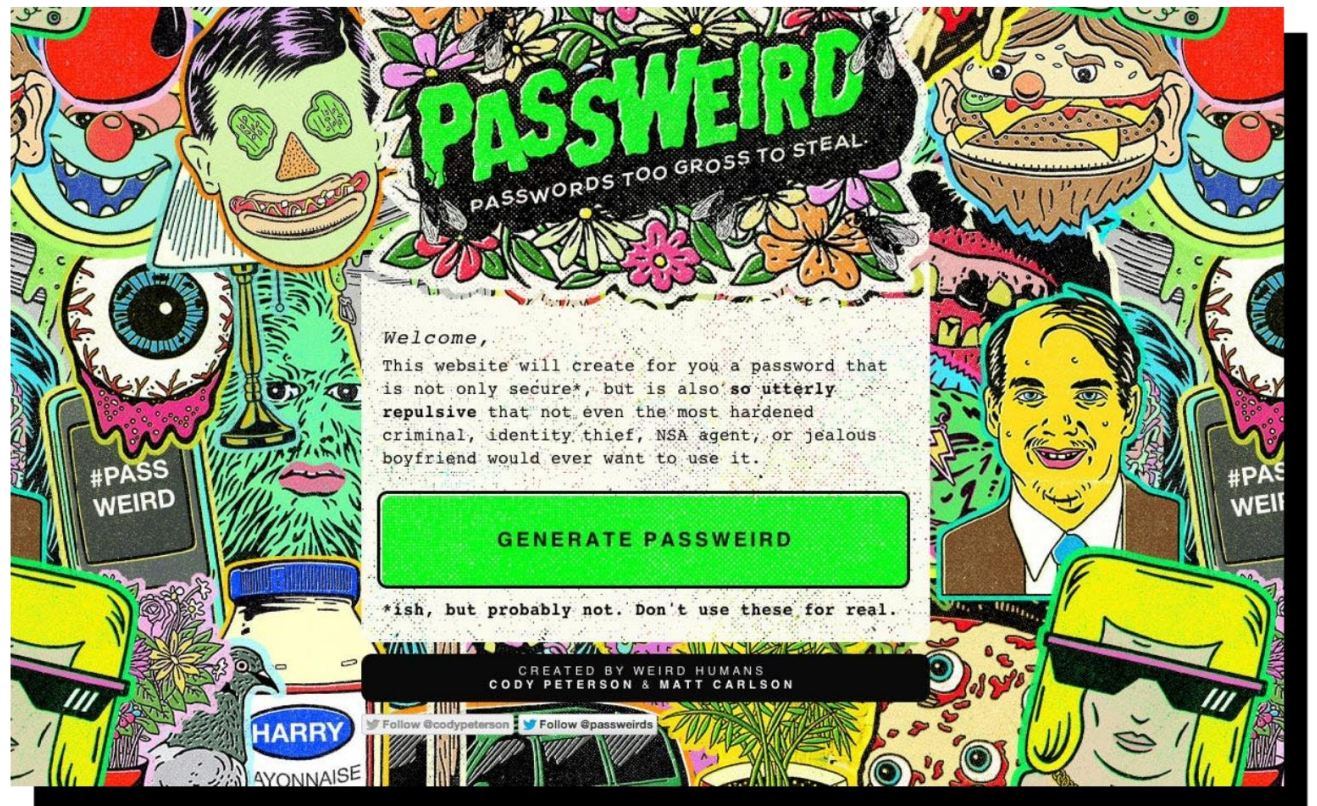 PASSWEIRD
PASSWORDS TOO GROSS TO STEAL.
Welcome,
This website will create for you a password that
is not only secure*, but is also so utterly
repulsive that not even the most hardened
criminal, identity thief, NSA agent, or jealous
boyfriend would ever want to use it.
#PASS
WEIRD
#PAS
WEI
GENERATE PASSWEIRD
*ish, but probably not. Don't use these for real.
CREATED BY WEIRD HUMANS
CODY PETERSON & MATT CARLSON
Follow @codypeterson
Follow @passweirds
HARRY
AYONNAISE